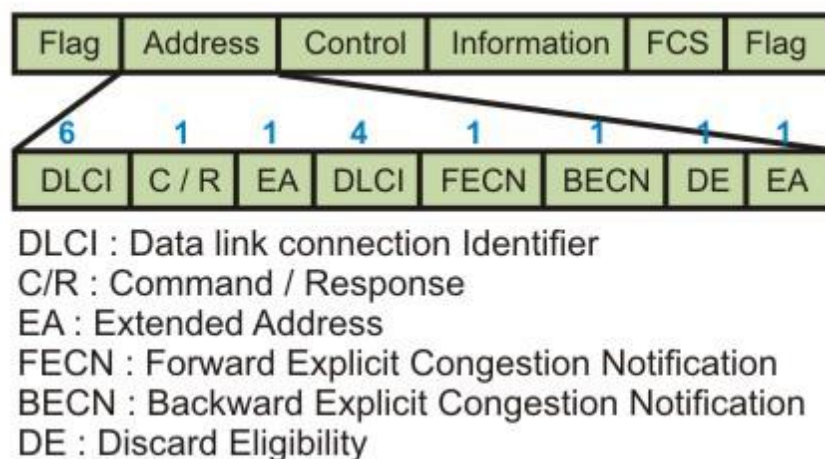 Flag Address Control Information FCS Flag
6 1 1 4 1 1 1 1
DLCI C / R EA DLCI FECN BECN DE EA
DLCI : Data link connection Identifier
C/R : Command / Response
EA : Extended Address
FECN : Forward Explicit Congestion Notification
BECN : Backward Explicit Congestion Notification
DE : Discard Eligibility